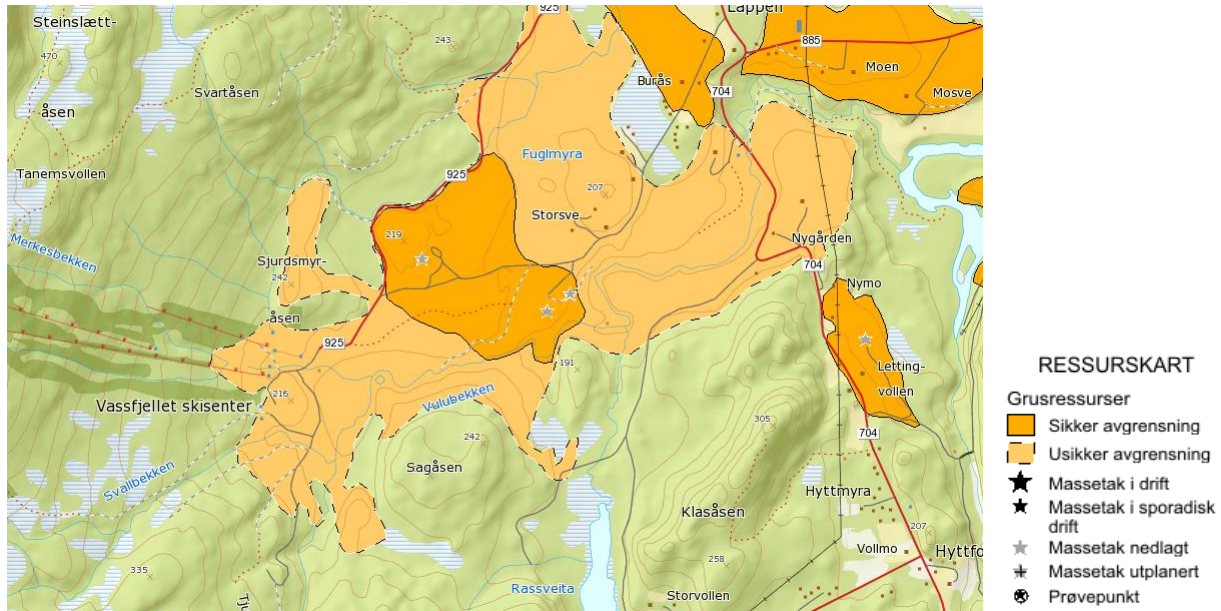 Steinslætt-
åsen
470
Svartåsen
243
925
Lappen
885
Burås
Moen
704
Mosve
Tanemsvollen
Fuglmyra
925
207
Storsve
Merkesbekken
219
Nygården
Sjurdsmyr-
åsen
242
704
Nymo
925
191
Letting-
vollen
Vassfjellet skisenter
216
Vulubekken
305
704
242
Sagåsen
Svallbekken
Hyttmyra
Klasåsen
207
Vollmo
Hyttfo
335
258
Rassveita
Storvollen
Tju
RESSURSKART
Grusressurser
Sikker avgrensning
Usikker avgrensning
Massetak i drift
Massetak i sporadisk
drift
Massetak nedlagt
Massetak utplanert
Prøvepunkt